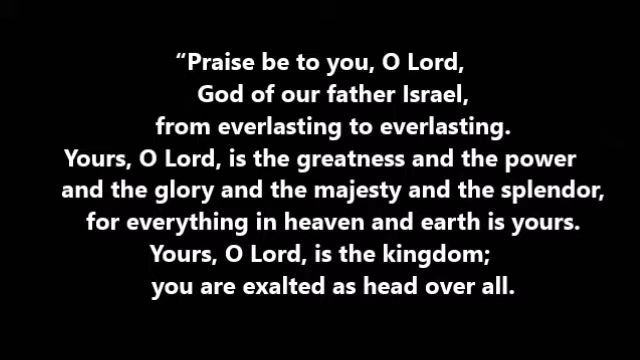 “Praise be to you, O Lord,
God of our father Israel,
from everlasting to everlasting.
Yours, O Lord, is the greatness and the power
and the glory and the majesty and the splendor,
for everything in heaven and earth is yours.
Yours, O Lord, is the kingdom;
you are exalted as head over all.